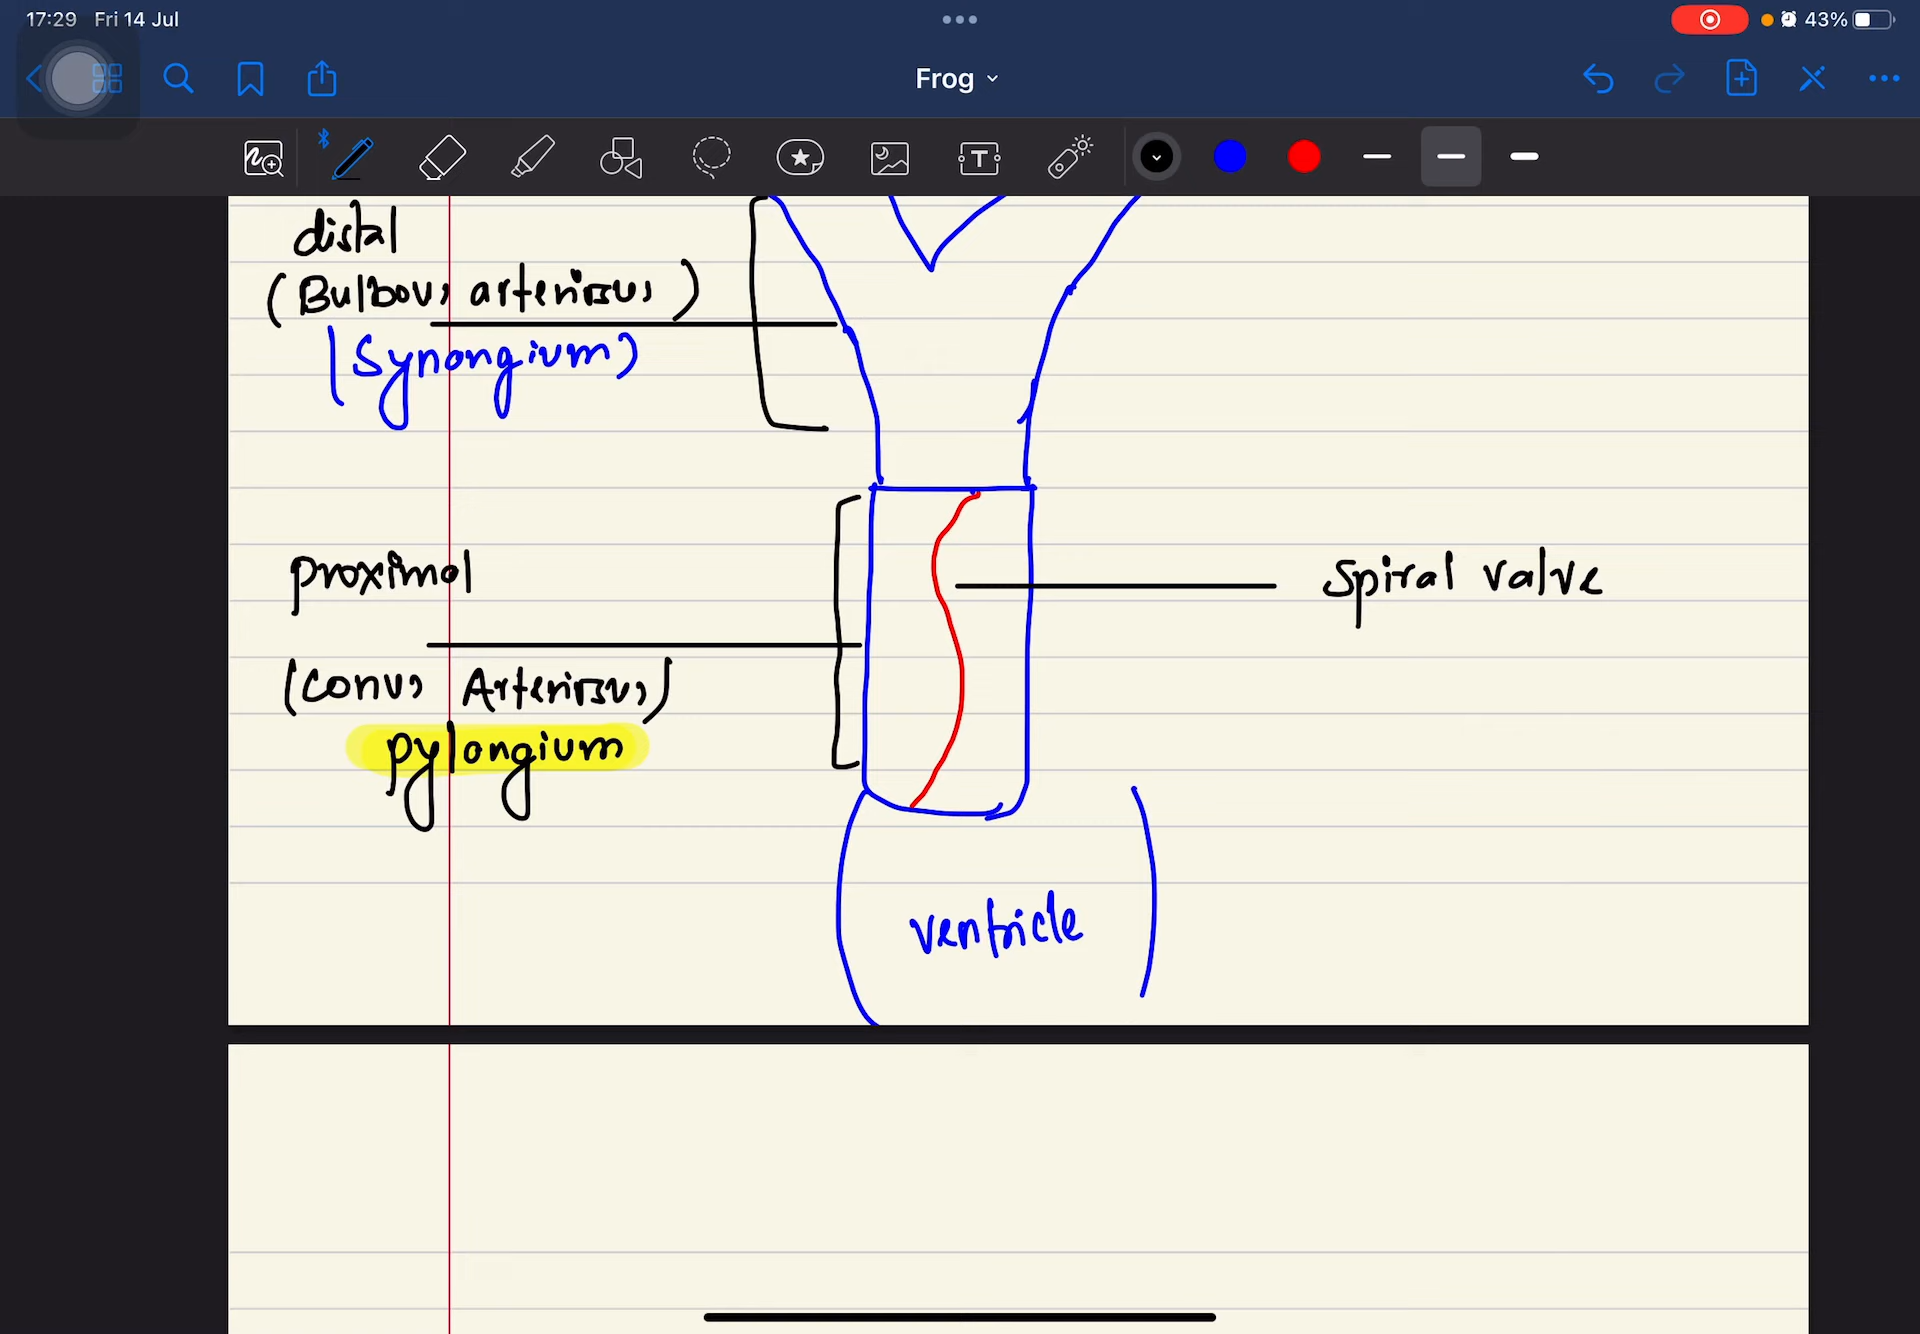 17:29 Fri 14 Jul
43%
Frog
T
distal
(Bulbous arteriosus)
(Synangium)
proximal
Spiral valve
(Conus Arteriosus)
pylangium
ventricle